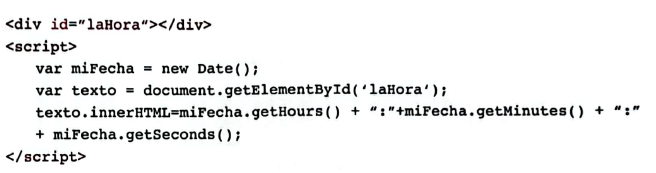 <div id="laHora"></div>
<script>
var miFecha = new Date();
var texto = document.getElementById('laHora');
texto.innerHTML=miFecha.getHours() + ":"+miFecha.getMinutes() + ":"
+ miFecha.getSeconds();
</script>